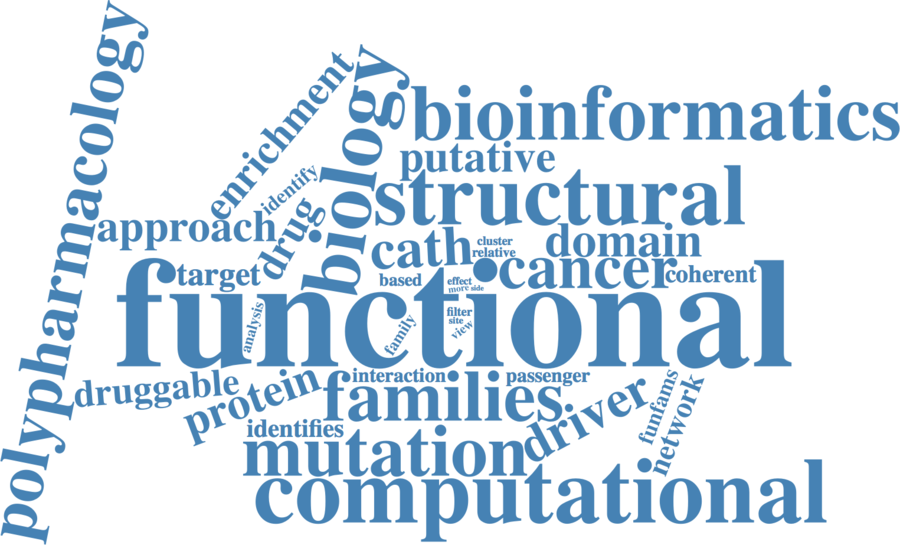 polypharmacology
enrichment
biology
bioinformatics
putative
identify
structural
approach
drug
cath
cluster
relative
domain
target
based
effect
more
side
cancer
coherent
functional
analysis
family
filter
site
view
druggable
protein
interaction
passenger
families
driver
funfams
network
identifies
mutation
computational